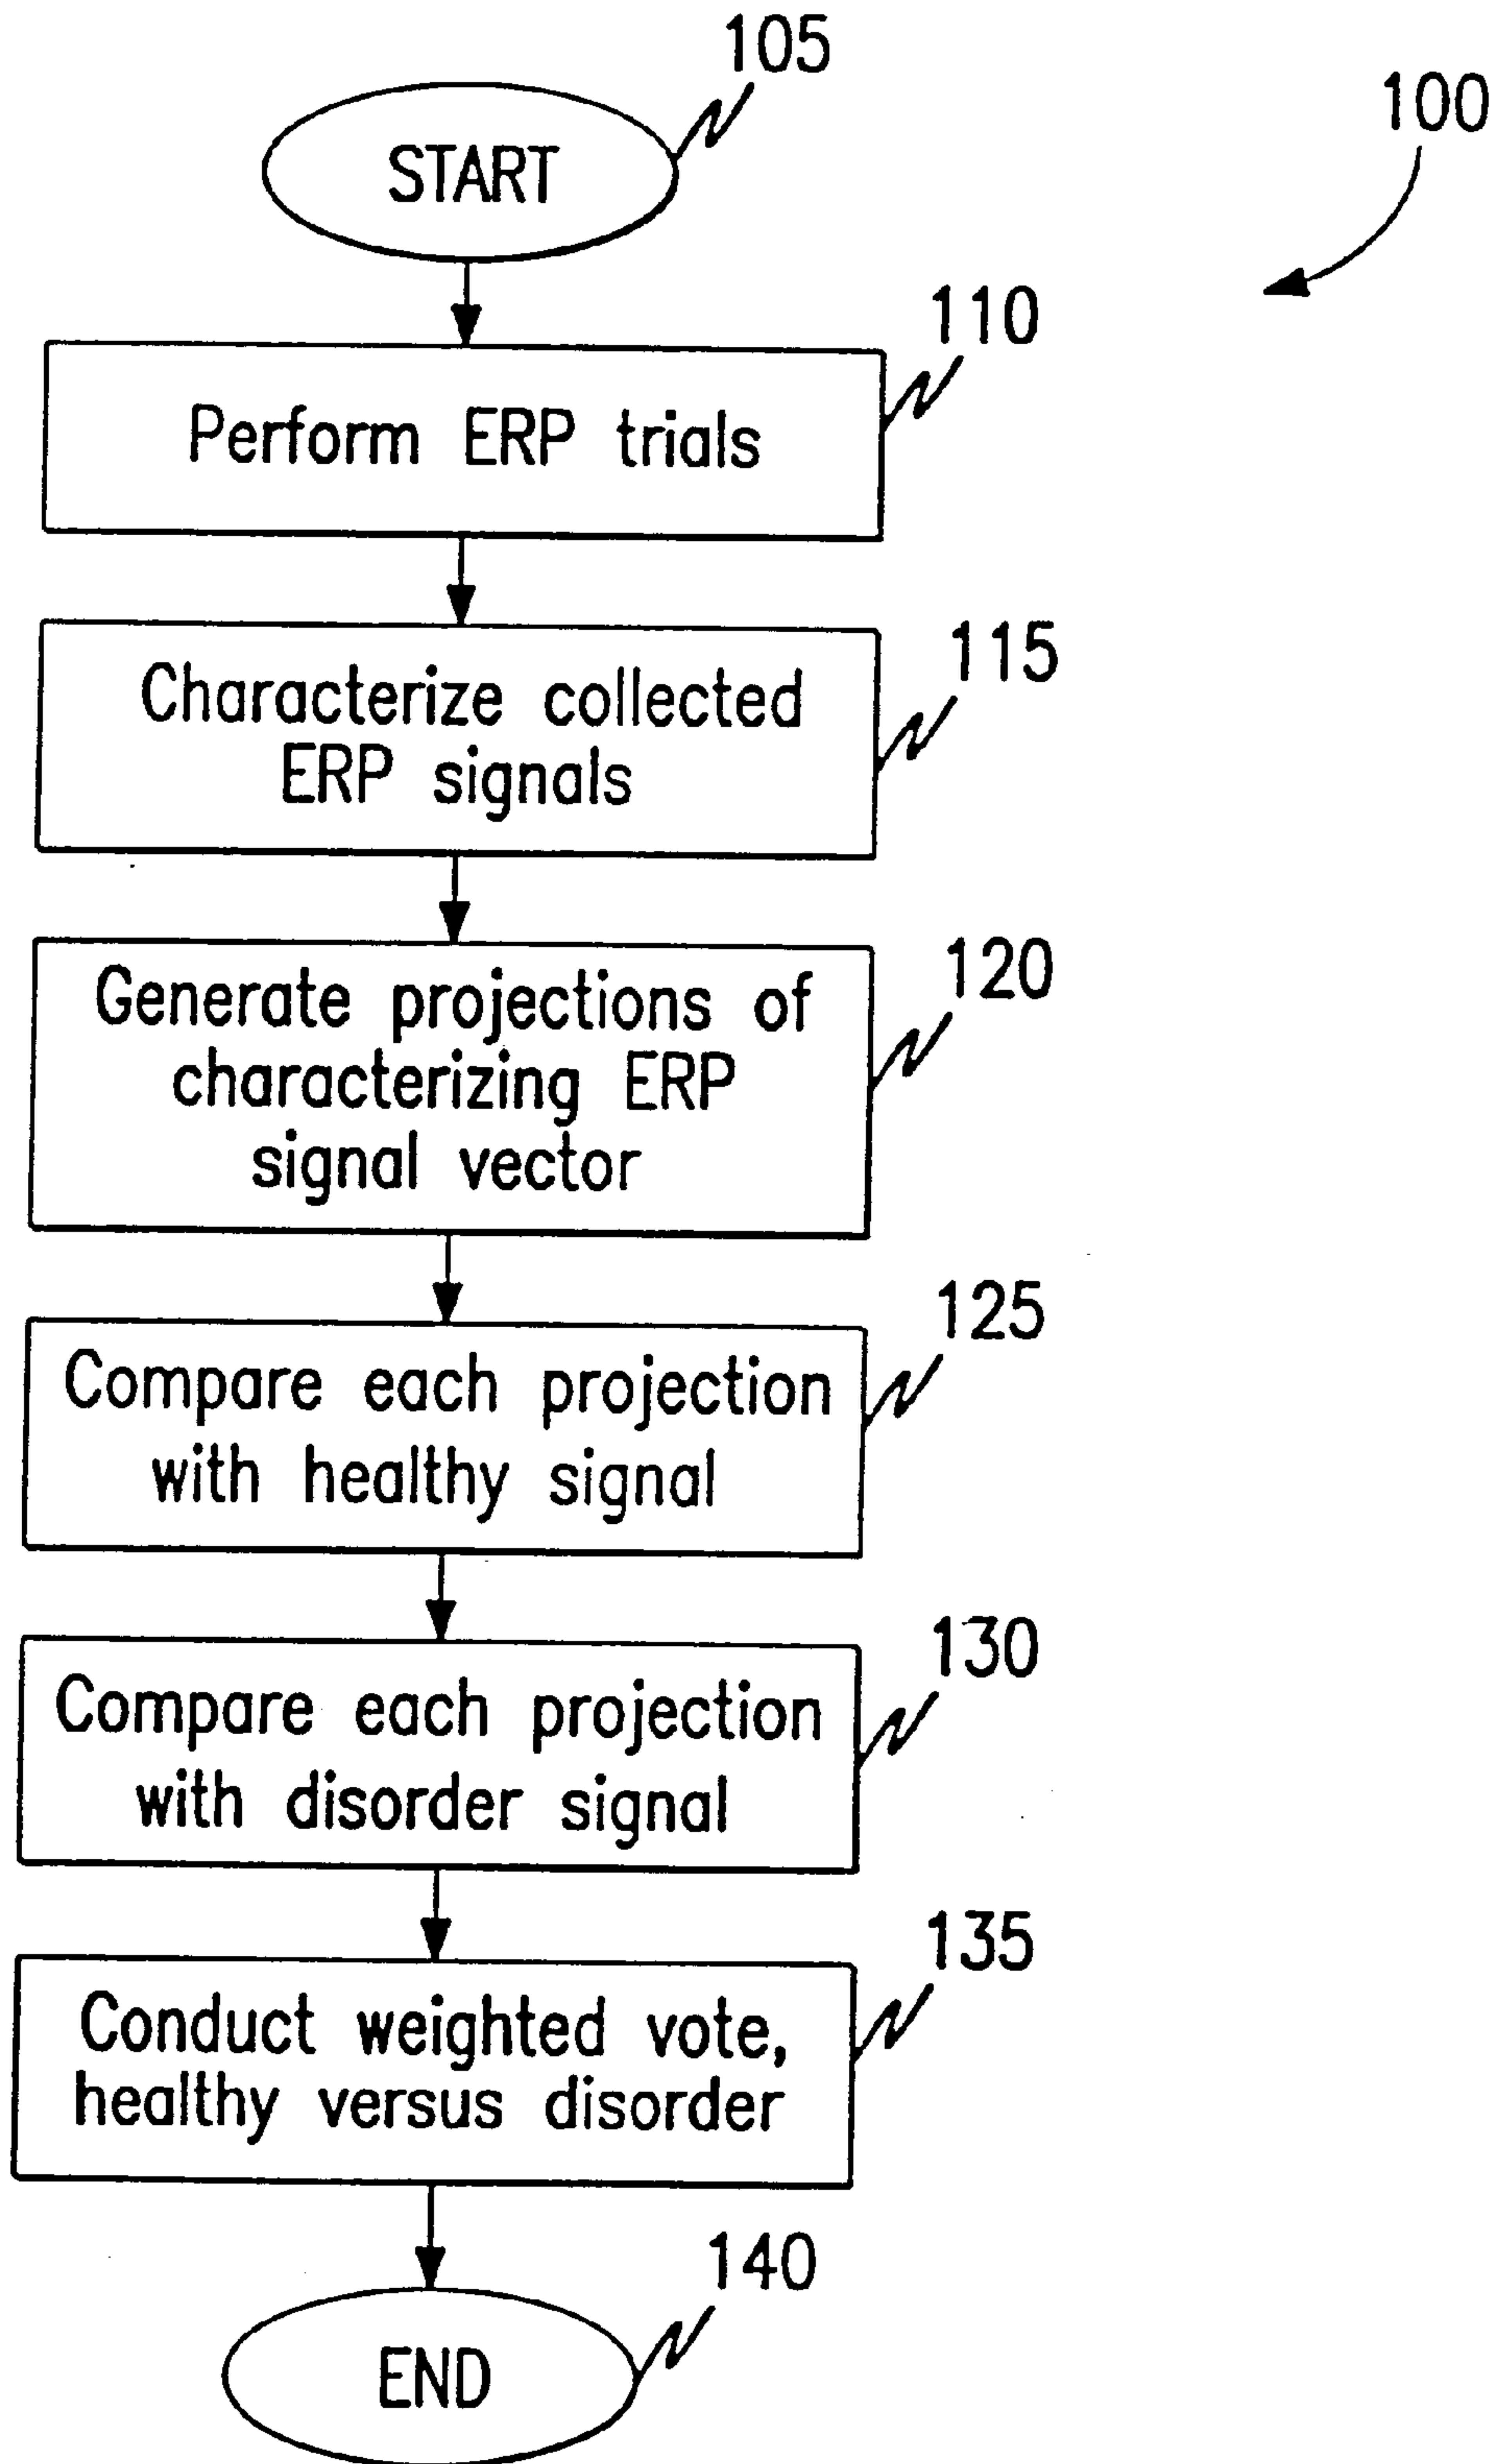 105
100
START
110
Perform ERP trials
115
Characterize collected
ERP signals
120
Generate projections of
characterizing ERP
signal vector
125
Compare each projection
with healthy signal
130
Compare each projection
with disorder signal
135
Conduct weighted vote,
healthy versus disorder
140
END